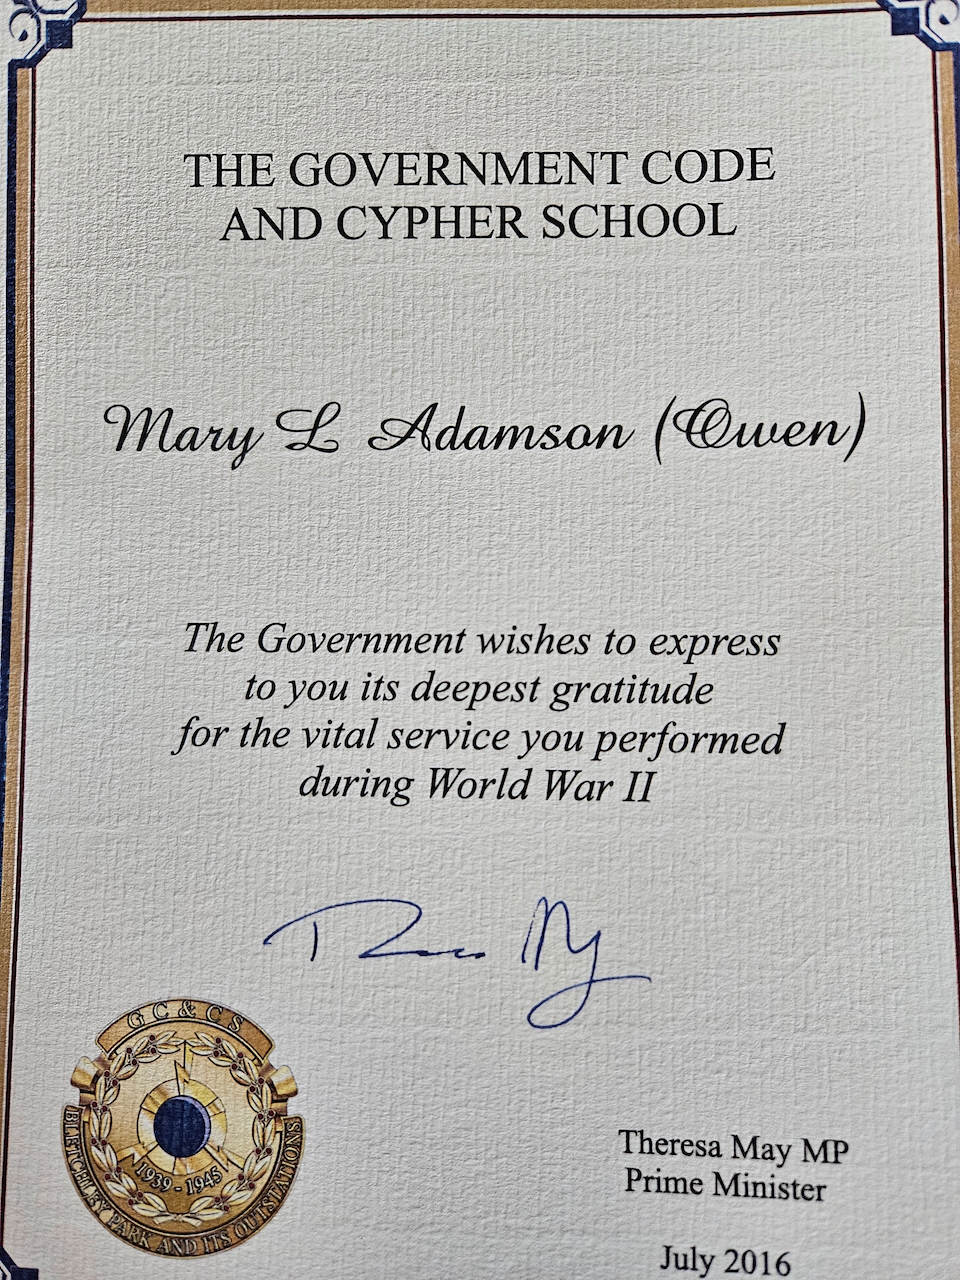 THE GOVERNMENT CODE
AND CYPHER SCHOOL
Mary L Adamson (Owen)
The Government wishes to express
to you its deepest gratitude
for the vital service you performed
during World War II
Theresa May
GC&CS
1939 - 1945
BLETCHLEY PARK AND ITS OUTSTATIONS
Theresa May MP
Prime Minister
July 2016